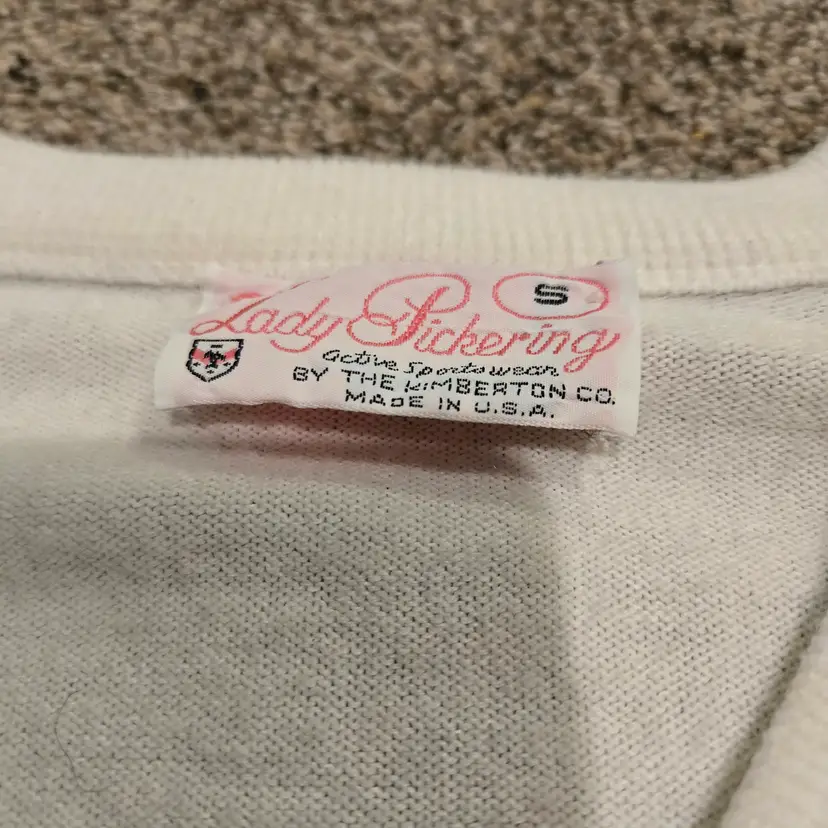 Lady Pickering S
active sportswear
BY THE KIMBERTON CO.
MADE IN U.S.A.